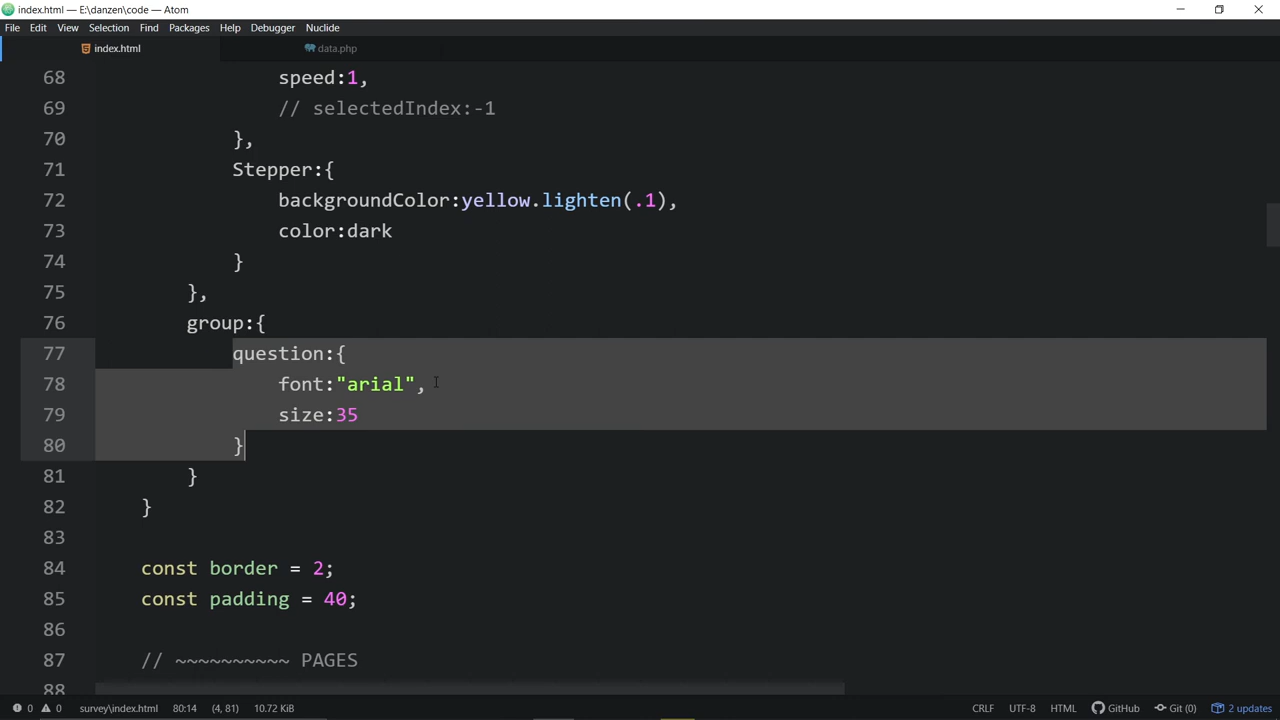 index.html — E:\danzen\code — Atom
File Edit View Selection Find Packages Help Debugger Nuclide
index.html data.php
68 speed:1,
69 // selectedIndex:-1
70 },
71 Stepper:{
72 backgroundColor:yellow.lighten(.1),
73 color:dark
74 }
75 },
76 group:{
77 question:{
78 font:"arial",
79 size:35
80 }
81 }
82 }
83
84 const border = 2;
85 const padding = 40;
86
87 // ~~~~~~~~~~ PAGES
88
0 0 survey\index.html 80:14 (4, 81) 10.72 KiB CRLF UTF-8 HTML GitHub Git (0) 2 updates